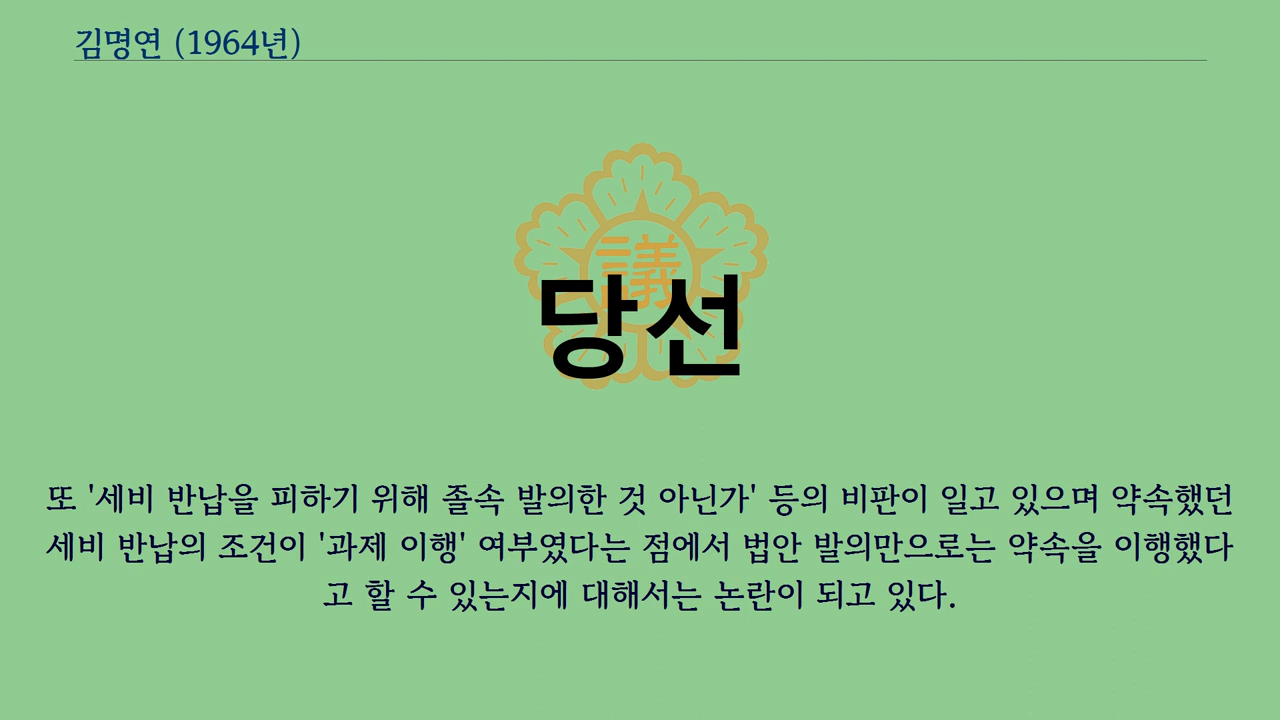 김명연 (1964년)
議
당선
또 '세비 반납을 피하기 위해 졸속 발의한 것 아닌가' 등의 비판이 일고 있으며 약속했던
세비 반납의 조건이 '과제 이행' 여부였다는 점에서 법안 발의만으로는 약속을 이행했다
고 할 수 있는지에 대해서는 논란이 되고 있다.